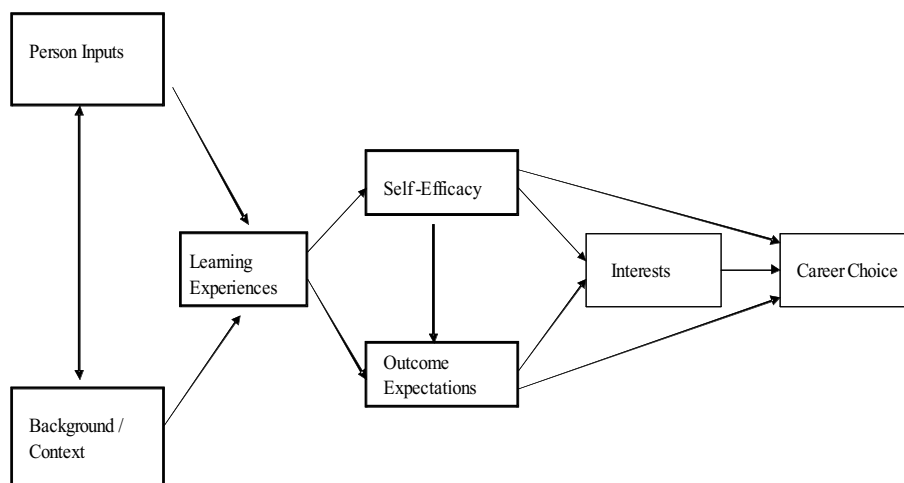 Person Inputs
Self-Efficacy
Learning
Experiences
Interests
Career Choice
Outcome
Expectations
Background /
Context